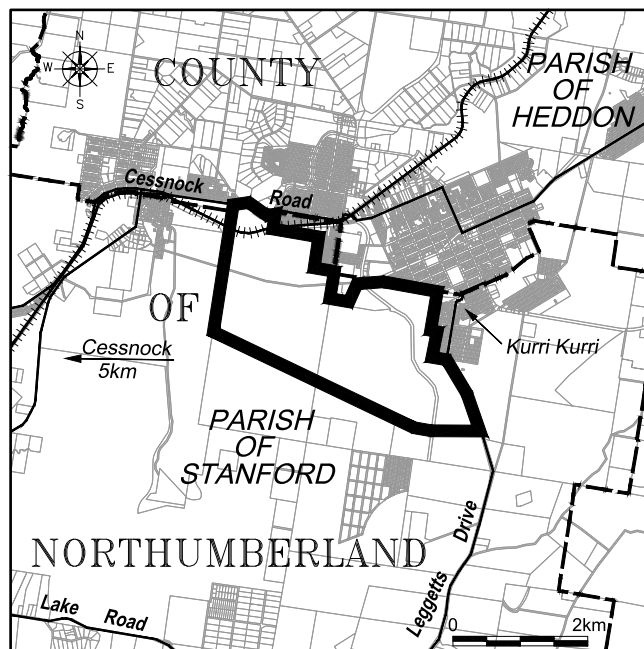 N
W E
S
COUNTY
PARISH
OF
HEDDON
Cessnock Road
OF
Cessnock
5km
Kurri Kurri
PARISH
OF
STANFORD
NORTHUMBERLAND
Leggetts Drive
Lake Road
0 2km